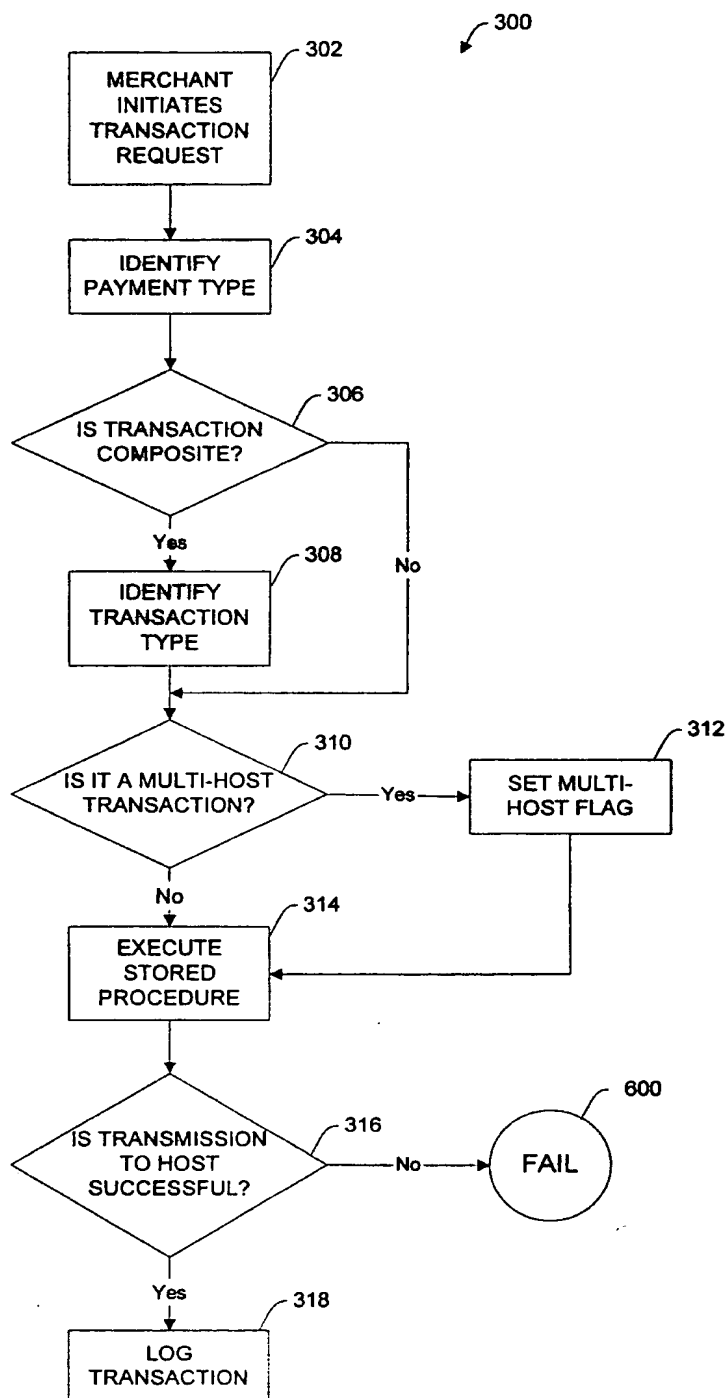 300
302
MERCHANT
INITIATES
TRANSACTION
REQUEST
304
IDENTIFY
PAYMENT TYPE
306
IS TRANSACTION
COMPOSITE?
Yes
No
308
IDENTIFY
TRANSACTION
TYPE
310
IS IT A MULTI-HOST
TRANSACTION?
Yes
312
SET MULTI-
HOST FLAG
No
314
EXECUTE
STORED
PROCEDURE
316
IS TRANSMISSION
TO HOST
SUCCESSFUL?
No
600
FAIL
Yes
318
LOG
TRANSACTION